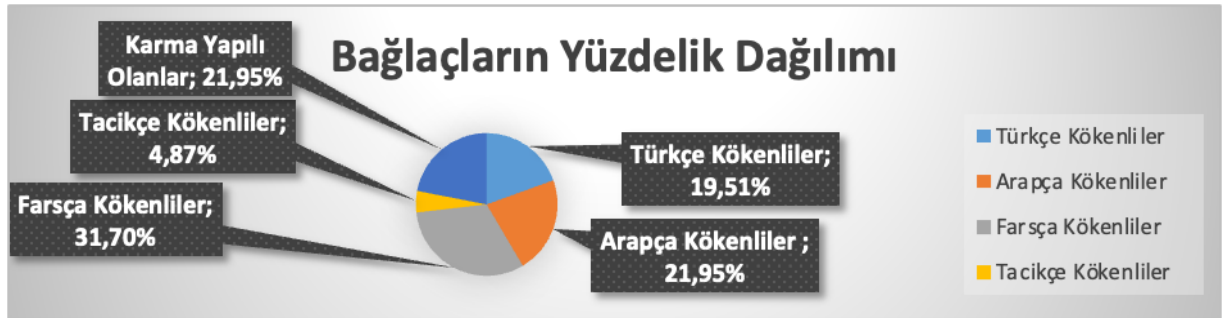 Bağlaçların Yüzdelik Dağılımı
Karma Yapılı
Olanlar; 21,95%
Tacikçe Kökenliler;
4,87%
Farsça Kökenliler;
31,70%
Türkçe Kökenliler;
19,51%
Arapça Kökenliler ;
21,95%
Türkçe Kökenliler
Arapça Kökenliler
Farsça Kökenliler
Tacikçe Kökenliler